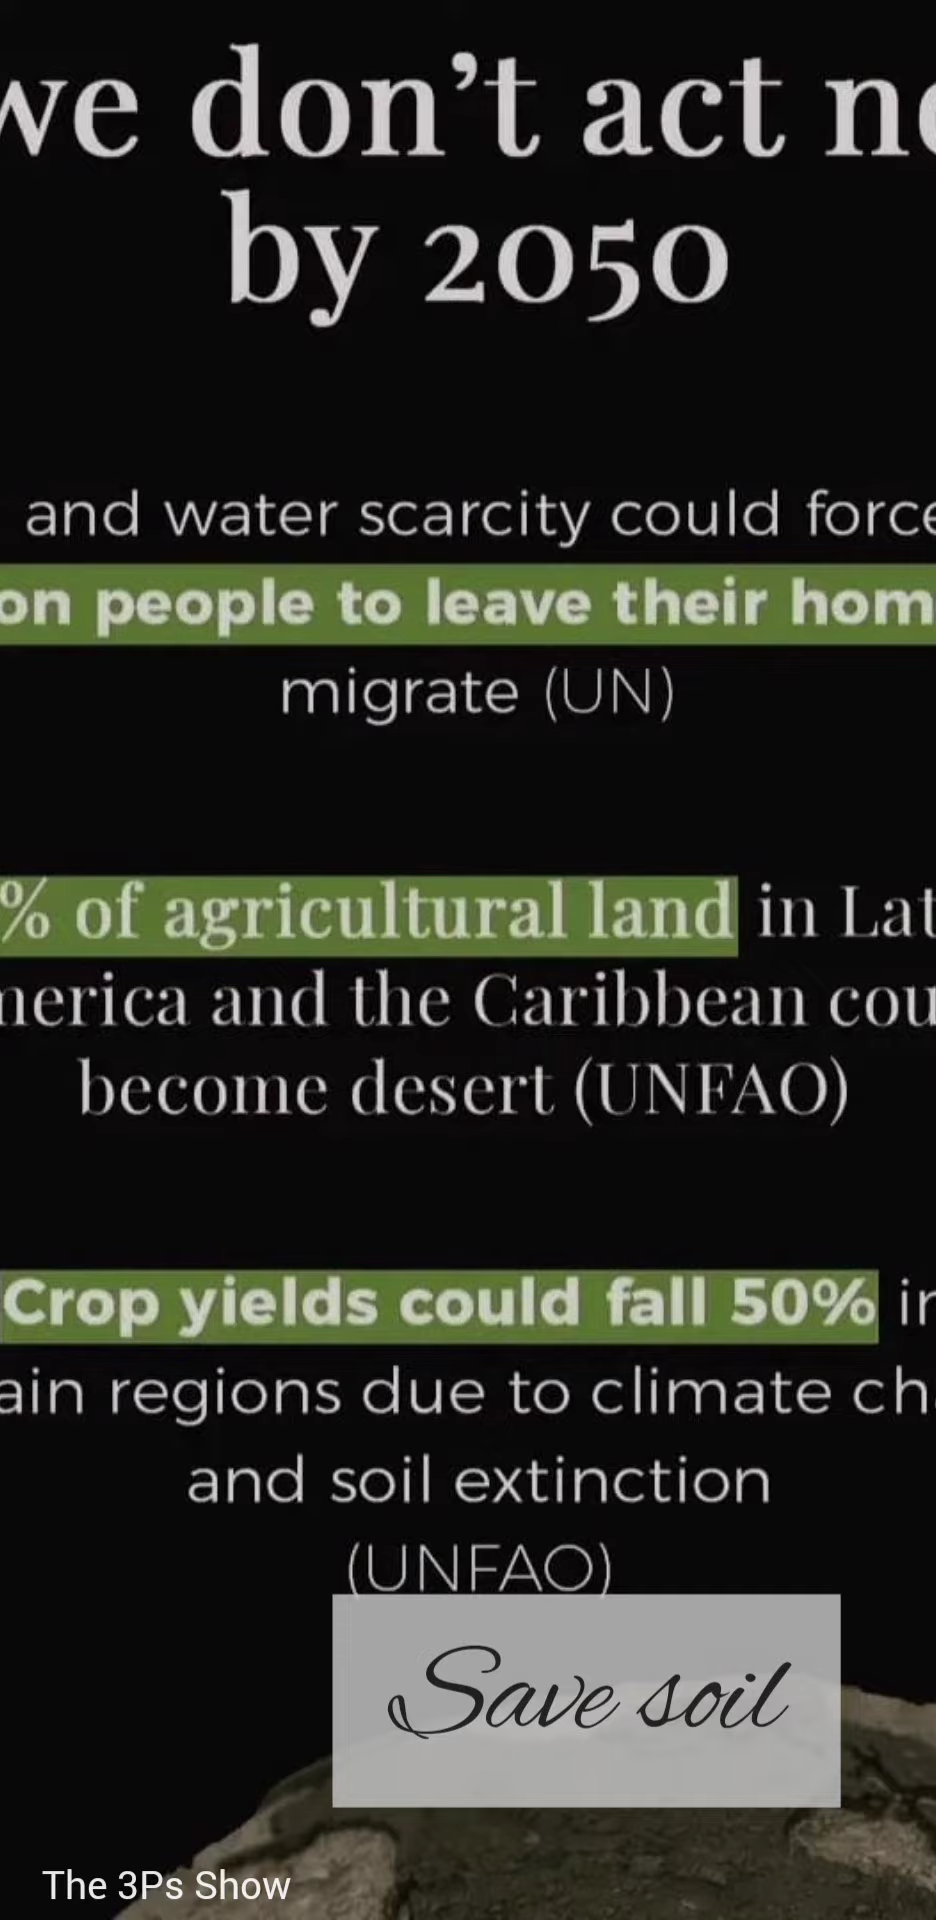 we don't act no
by 2050
and water scarcity could force
on people to leave their hom
migrate (UN)
% of agricultural land in Lat
merica and the Caribbean cou
become desert (UNFAO)
Crop yields could fall 50% in
ain regions due to climate cha
and soil extinction
(UNFAO)
Save soil
The 3Ps Show